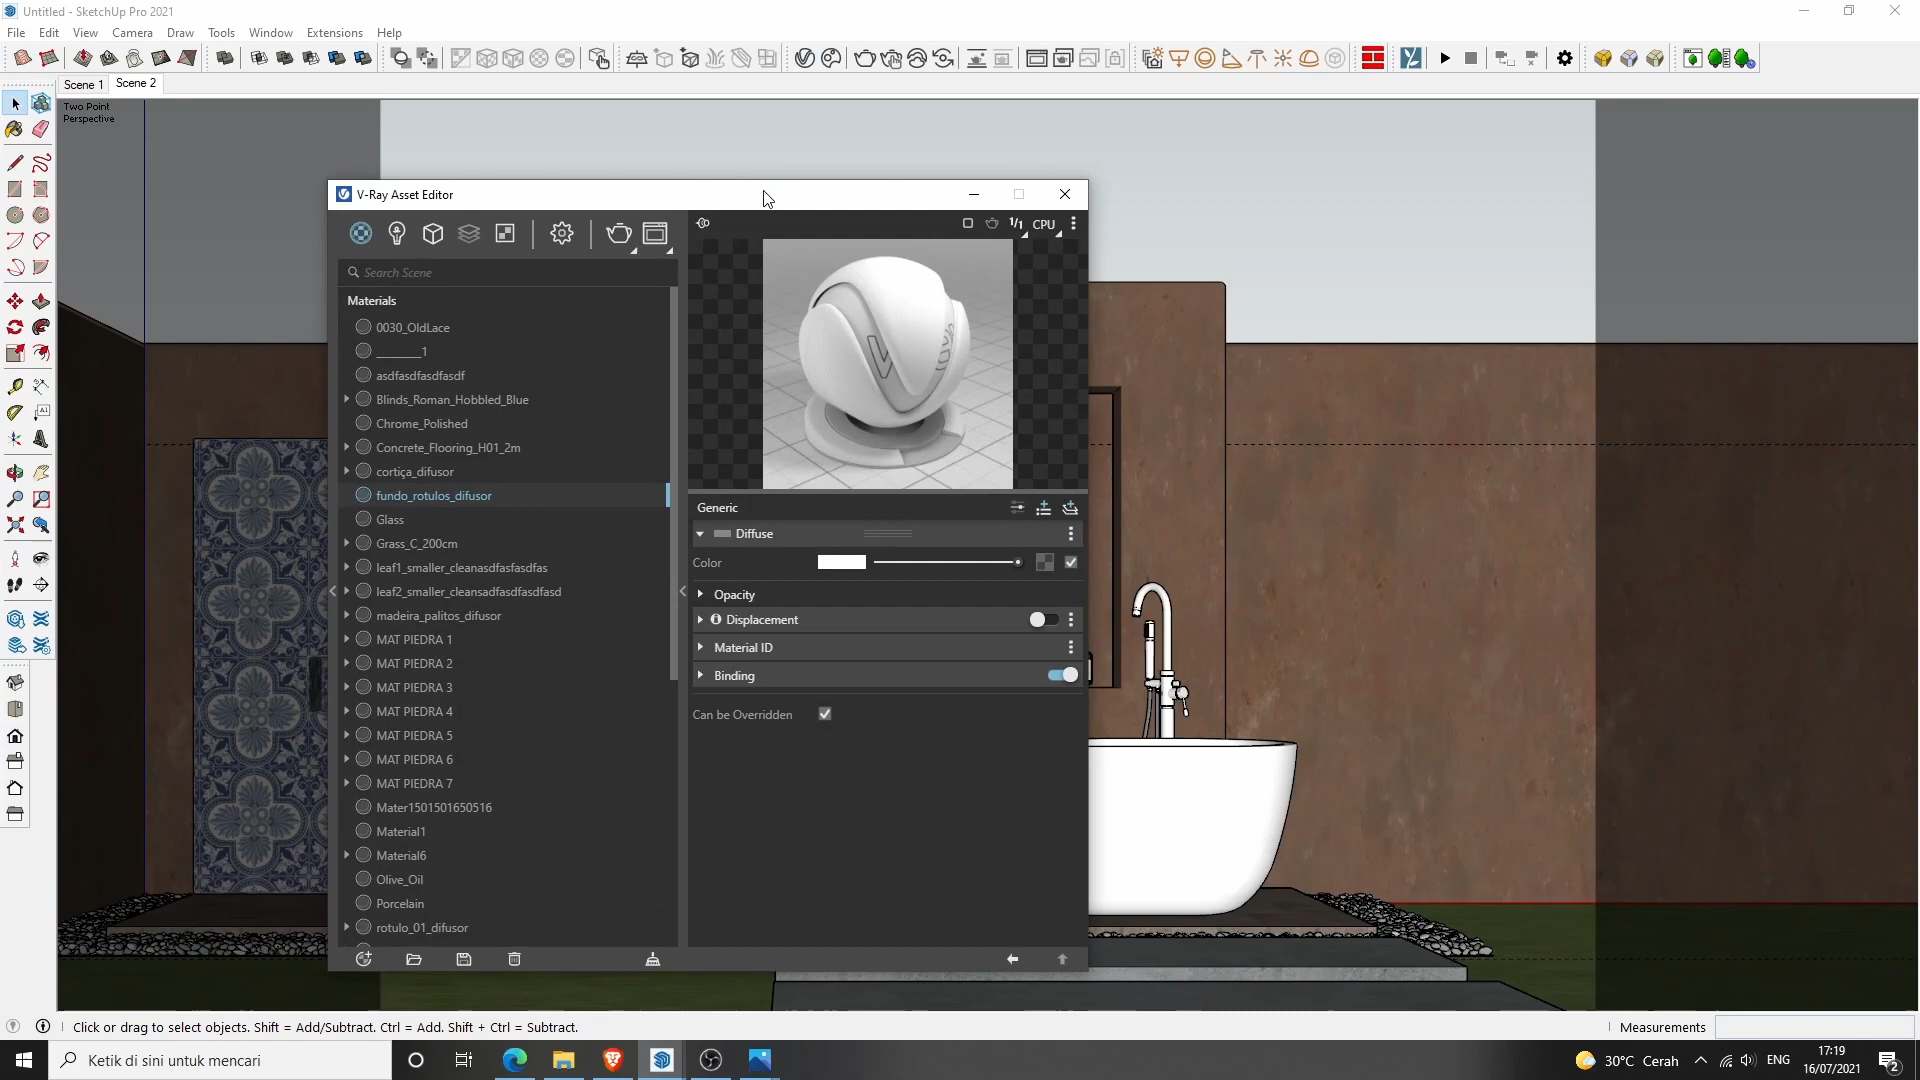 Untitled - SketchUp Pro 2021
File Edit View Camera Draw Tools Window Extensions Help
Scene 1 Scene 2
Two Point
Perspective
V-Ray Asset Editor
1/1 CPU
Search Scene
Materials
0030_OldLace
________1
asdfasdfasdfasdf
Blinds_Roman_Hobbled_Blue
Chrome_Polished
Concrete_Flooring_H01_2m
cortiça_difusor
fundo_rotulos_difusor
Glass
Grass_C_200cm
leaf1_smaller_cleanasdfasfasdfas
leaf2_smaller_cleansadfasdfasdfasd
madeira_palitos_difusor
MAT PIEDRA 1
MAT PIEDRA 2
MAT PIEDRA 3
MAT PIEDRA 4
MAT PIEDRA 5
MAT PIEDRA 6
MAT PIEDRA 7
Mater1501501650516
Material1
Material6
Olive_Oil
Porcelain
rotulo_01_difusor
Generic
Diffuse
Color
Opacity
Displacement
Material ID
Binding
Can be Overridden
Click or drag to select objects. Shift = Add/Subtract. Ctrl = Add. Shift + Ctrl = Subtract.
Measurements
Ketik di sini untuk mencari
30°C Cerah
ENG
17:19
16/07/2021
2